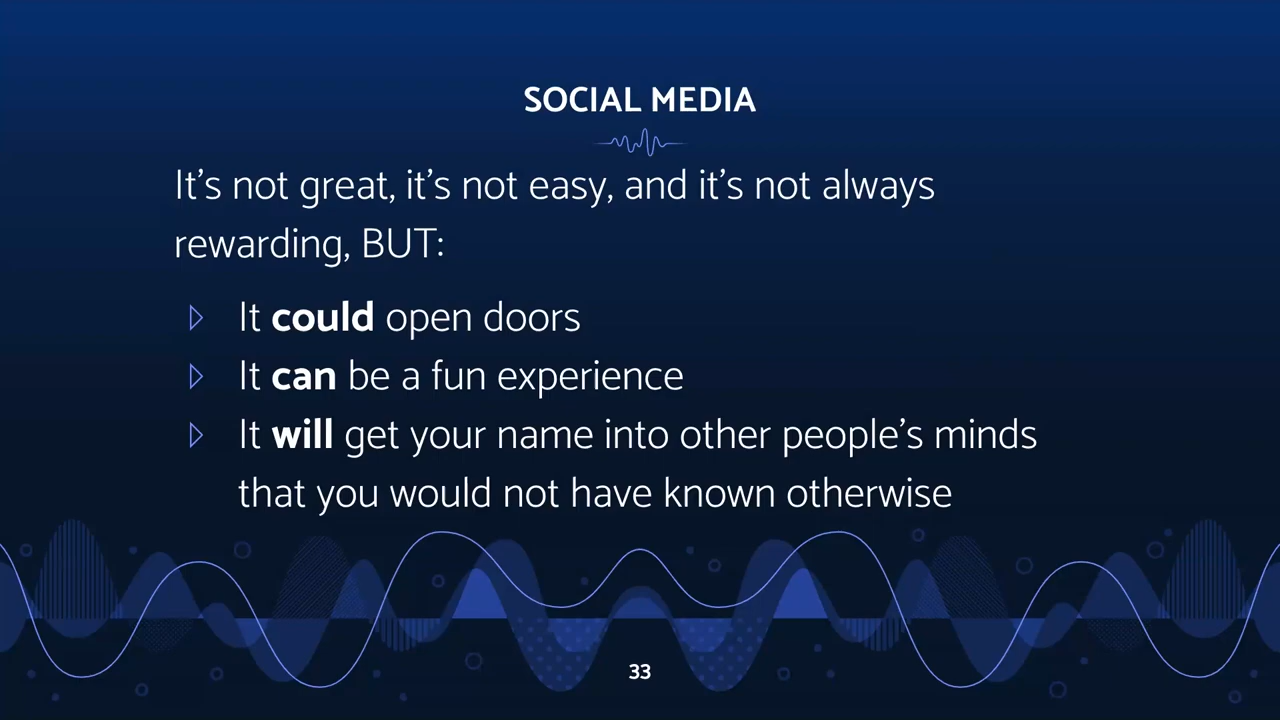 SOCIAL MEDIA
It's not great, it's not easy, and it's not always
rewarding, BUT:
It could open doors
It can be a fun experience
It will get your name into other people's minds
that you would not have known otherwise
33